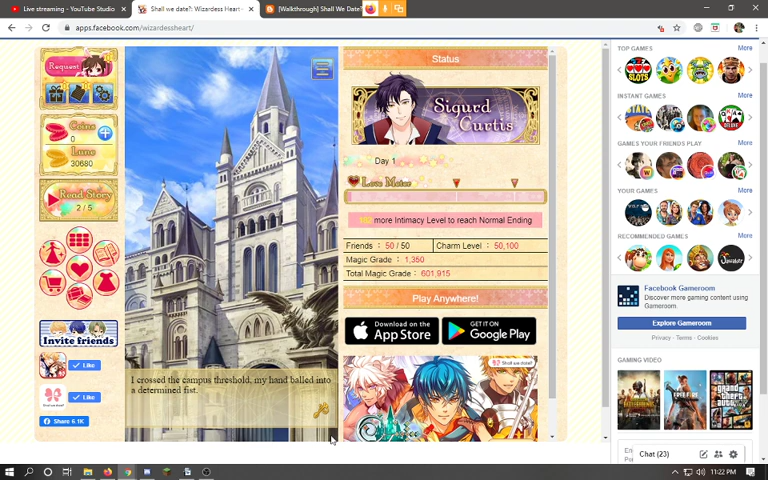 Live streaming - YouTube Studio
Shall we date?: Wizardess Heart
[Walkthrough] Shall We Date?
apps.facebook.com/wizardessheart/
Request
Coins
0
Lune
30680
Read Story
2 / 5
Invite friends
Like
Like
Share 6.1K
I crossed the campus threshold, my hand balled into
a determined fist.
Status
Sigurd
Curtis
Day 1
Love Meter
more Intimacy Level to reach Normal Ending
Friends : 50 / 50
Charm Level : 50,100
Magic Grade : 1,350
Total Magic Grade : 601,915
Play Anywhere!
Download on the
App Store
GET IT ON
Google Play
Shall we date?
TOP GAMES
More
SLOTS
INSTANT GAMES
More
GAMES YOUR FRIENDS PLAY
More
YOUR GAMES
More
RECOMMENDED GAMES
More
Facebook
Gameroom
Discover more gaming content using
Gameroom.
Explore Gameroom
Privacy · Terms · Cookies
GAMING VIDEO
Chat (23)
11:22 PM